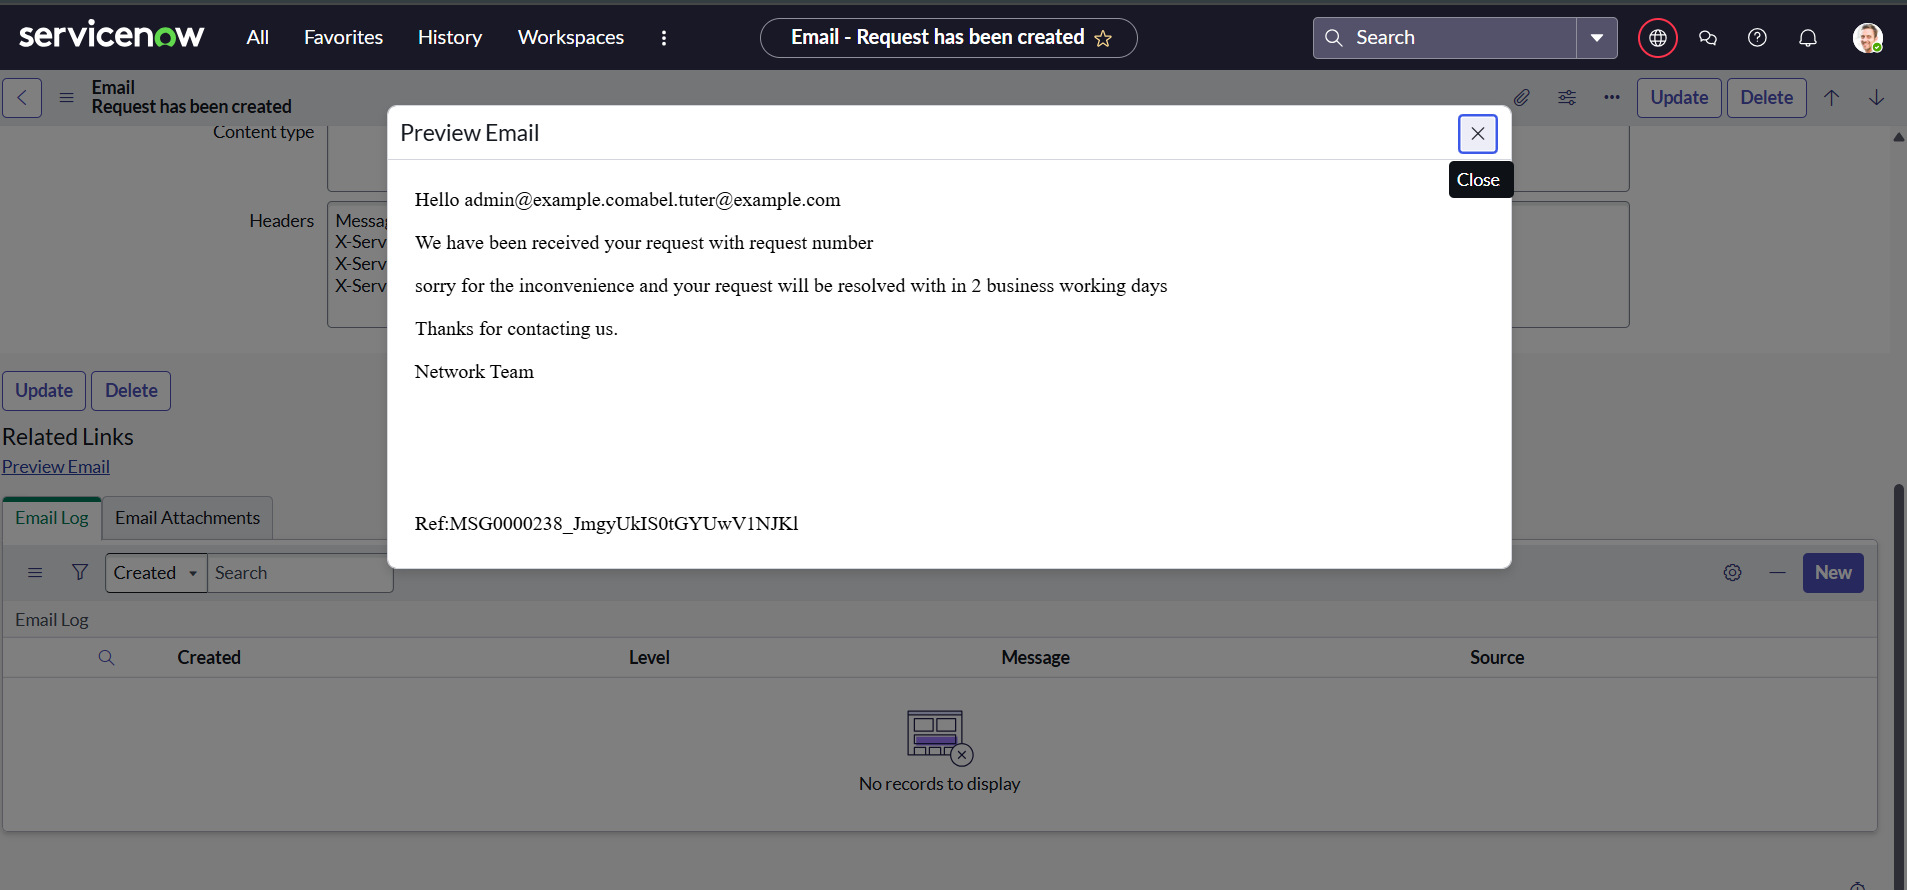 servicenow
All
Favorites
History
Workspaces
Email - Request has been created
Search
Email
Request has been created
Update
Delete
Content type
Preview Email
Close
Hello admin@example.comabel.tuter@example.com
Headers
Messa
X-Serv
X-Serv
X-Serv
We have been received your request with request number
sorry for the inconvenience and your request will be resolved with in 2 business working days
Thanks for contacting us.
Network Team
Ref:MSG0000238_JmgyUkIS0tGYUwV1NJKl
Update
Delete
Related Links
Preview Email
Email Log
Email Attachments
Created
Search
New
Email Log
Created
Level
Message
Source
No records to display